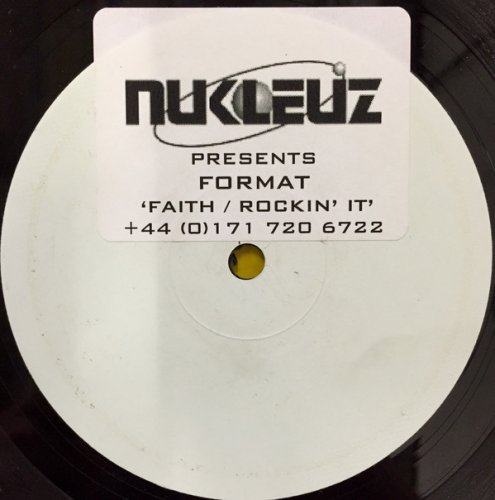 NUKLEUZ
PRESENTS
FORMAT
‘FAITH / ROCKIN’ IT’
+44 (0)171 720 6722